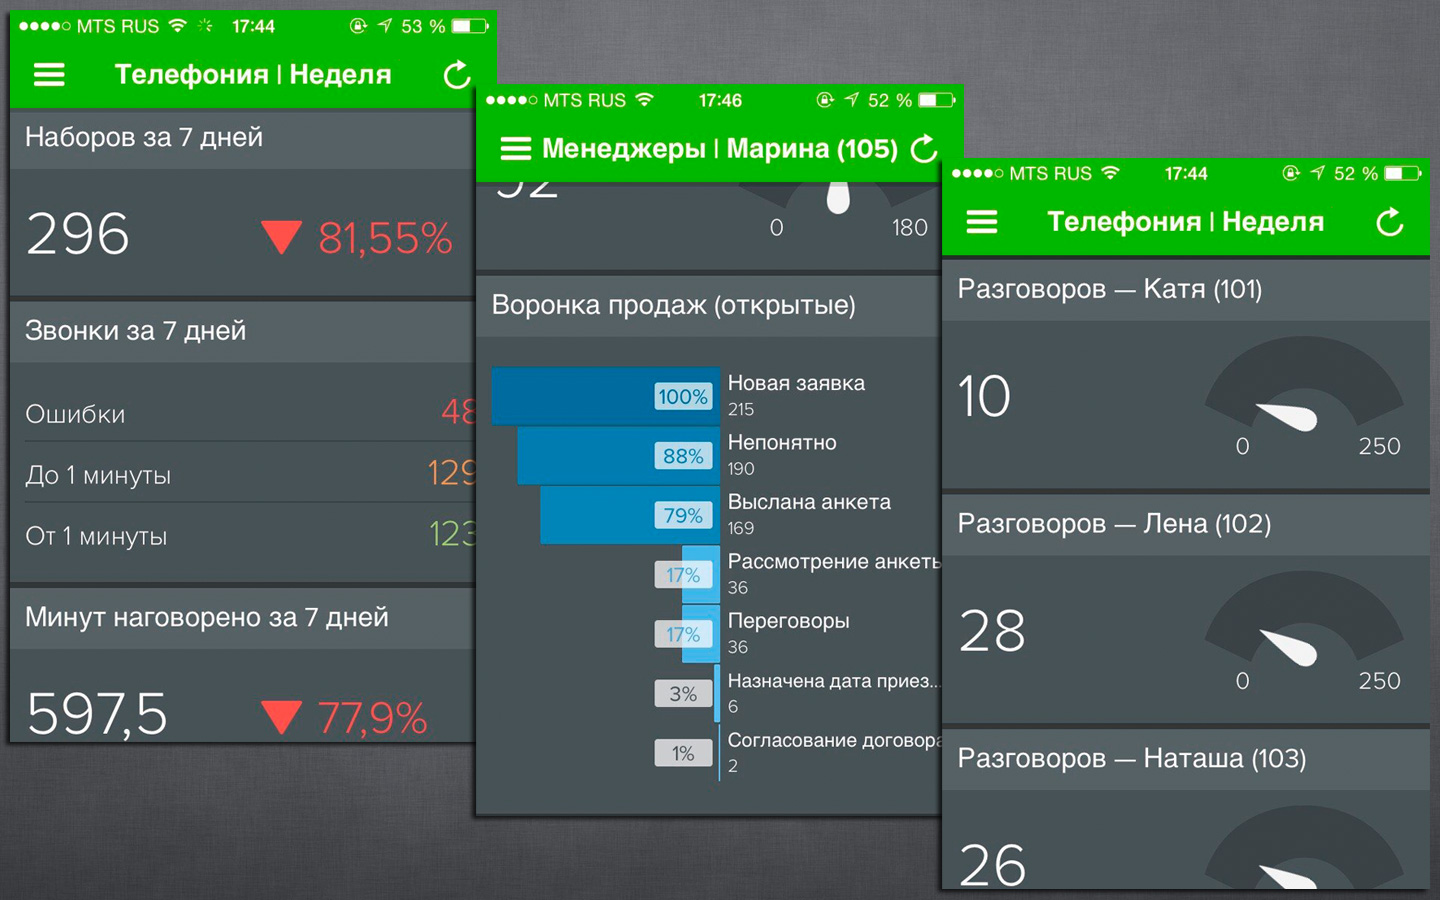 MTS RUS 17:44 53 %
Телефония | Неделя
Наборов за 7 дней
296 81,55%
Звонки за 7 дней
Ошибки 48
До 1 минуты 129
От 1 минуты 123
Минут наговорено за 7 дней
597,5 77,9%
MTS RUS 17:46 52 %
Менеджеры | Марина (105)
0 180
Воронка продаж (открытые)
100% Новая заявка
215
88% Непонятно
190
79% Выслана анкета
169
17% Рассмотрение анкеты
36
17% Переговоры
36
3% Назначена дата приез...
6
1% Согласование договора
2
MTS RUS 17:44 52 %
Телефония | Неделя
Разговоров — Катя (101)
10
0 250
Разговоров — Лена (102)
28
0 250
Разговоров — Наташа (103)
26